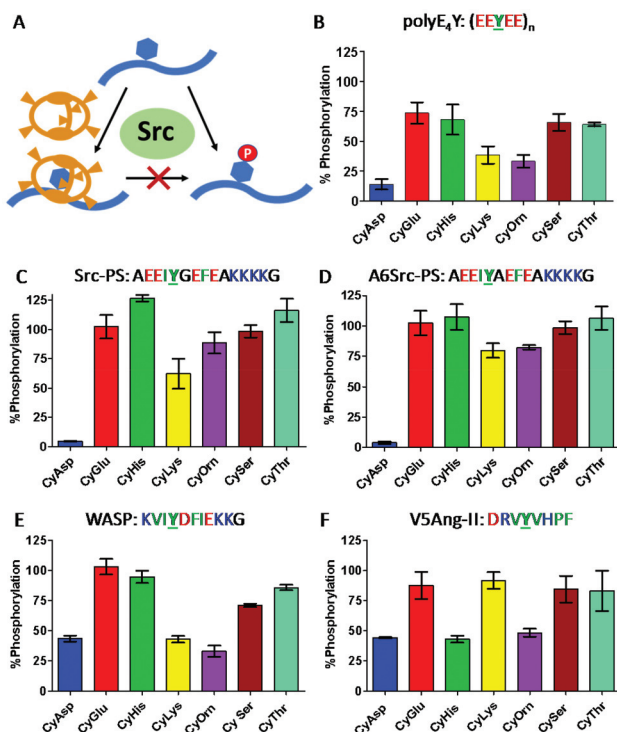 A
Src
P
B
polyE4Y: (EEYEE)n
% Phosphorylation
125
100
75
50
25
0
CyAsp
CyGlu
CyHis
CyLys
CyOrn
CySer
CyThr
C
Src-PS: AEEIYGEFEAKKKKG
%Phosphorylation
125
100
75
50
25
0
CyAsp
CyGlu
CyHis
CyLys
CyOrn
CySer
CyThr
D
A6Src-PS: AEEIYAEFEAKKKKG
%Phosphorylation
125
100
75
50
25
0
CyAsp
CyGlu
CyHis
CyLys
CyOrn
CySer
CyThr
E
WASP: KVIYDFIEKKG
%Phosphorylation
125
100
75
50
25
0
CyAsp
CyGlu
CyHis
CyLys
CyOrn
Cy Ser
CyThr
F
V5Ang-II: DRVYVHPF
%Phosphorylation
125
100
75
50
25
0
CyAsp
CyGlu
CyHis
CyLys
CyOrn
CySer
CyThr